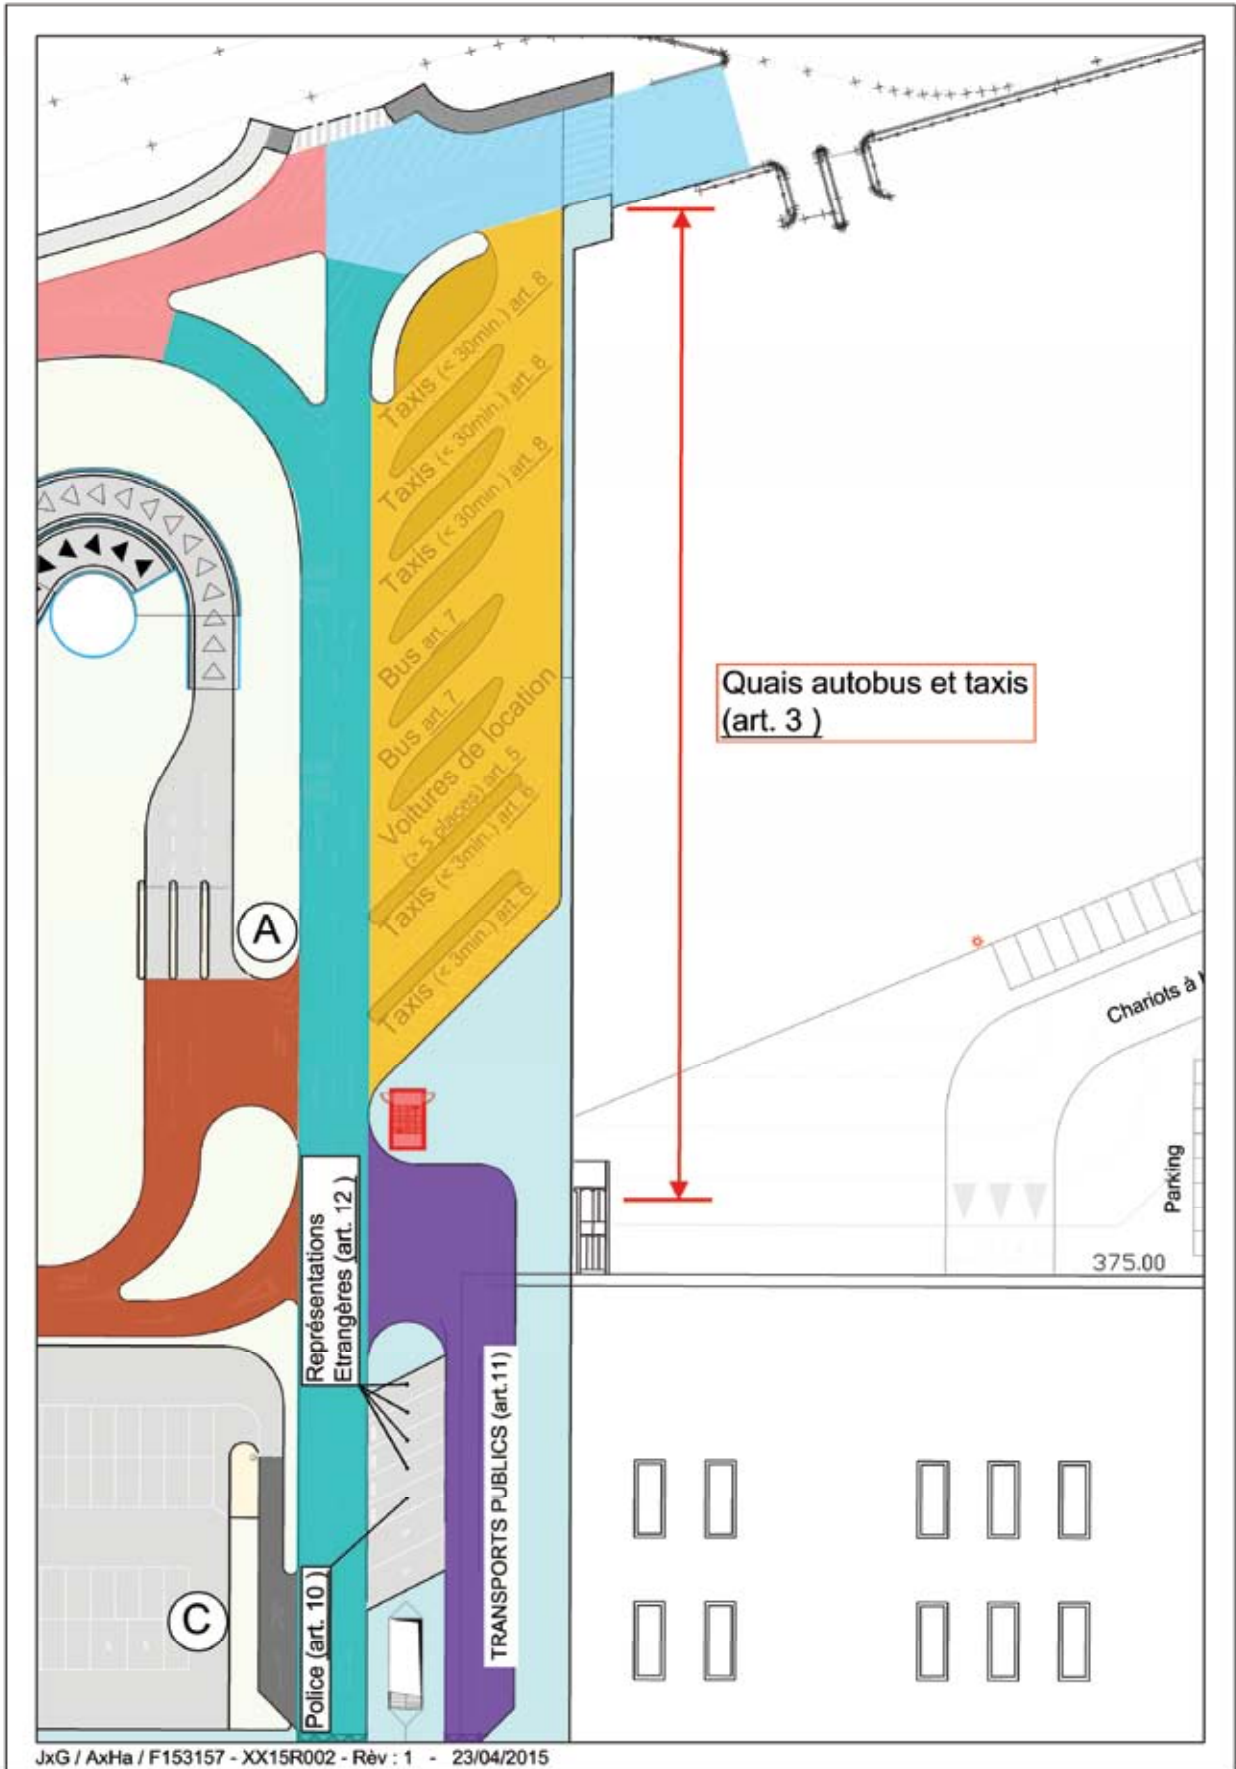 Taxis (< 30min.) art. 8
Taxis (< 30min.) art. 8
Taxis (< 30min.) art. 8
Bus art. 7
Bus art. 7
Voitures de location
(> 5 places) art. 5
Taxis (< 3min.) art. 6
Taxis (< 3min.) art. 6
Quais autobus et taxis
(art. 3 )
A
Chariots à
Parking
375.00
Représentations
Etrangères (art. 12 )
TRANSPORTS PUBLICS (art.11)
Police (art. 10 )
C
JxG / AxHa / F153157 - XX15R002 - Rèv : 1 - 23/04/2015